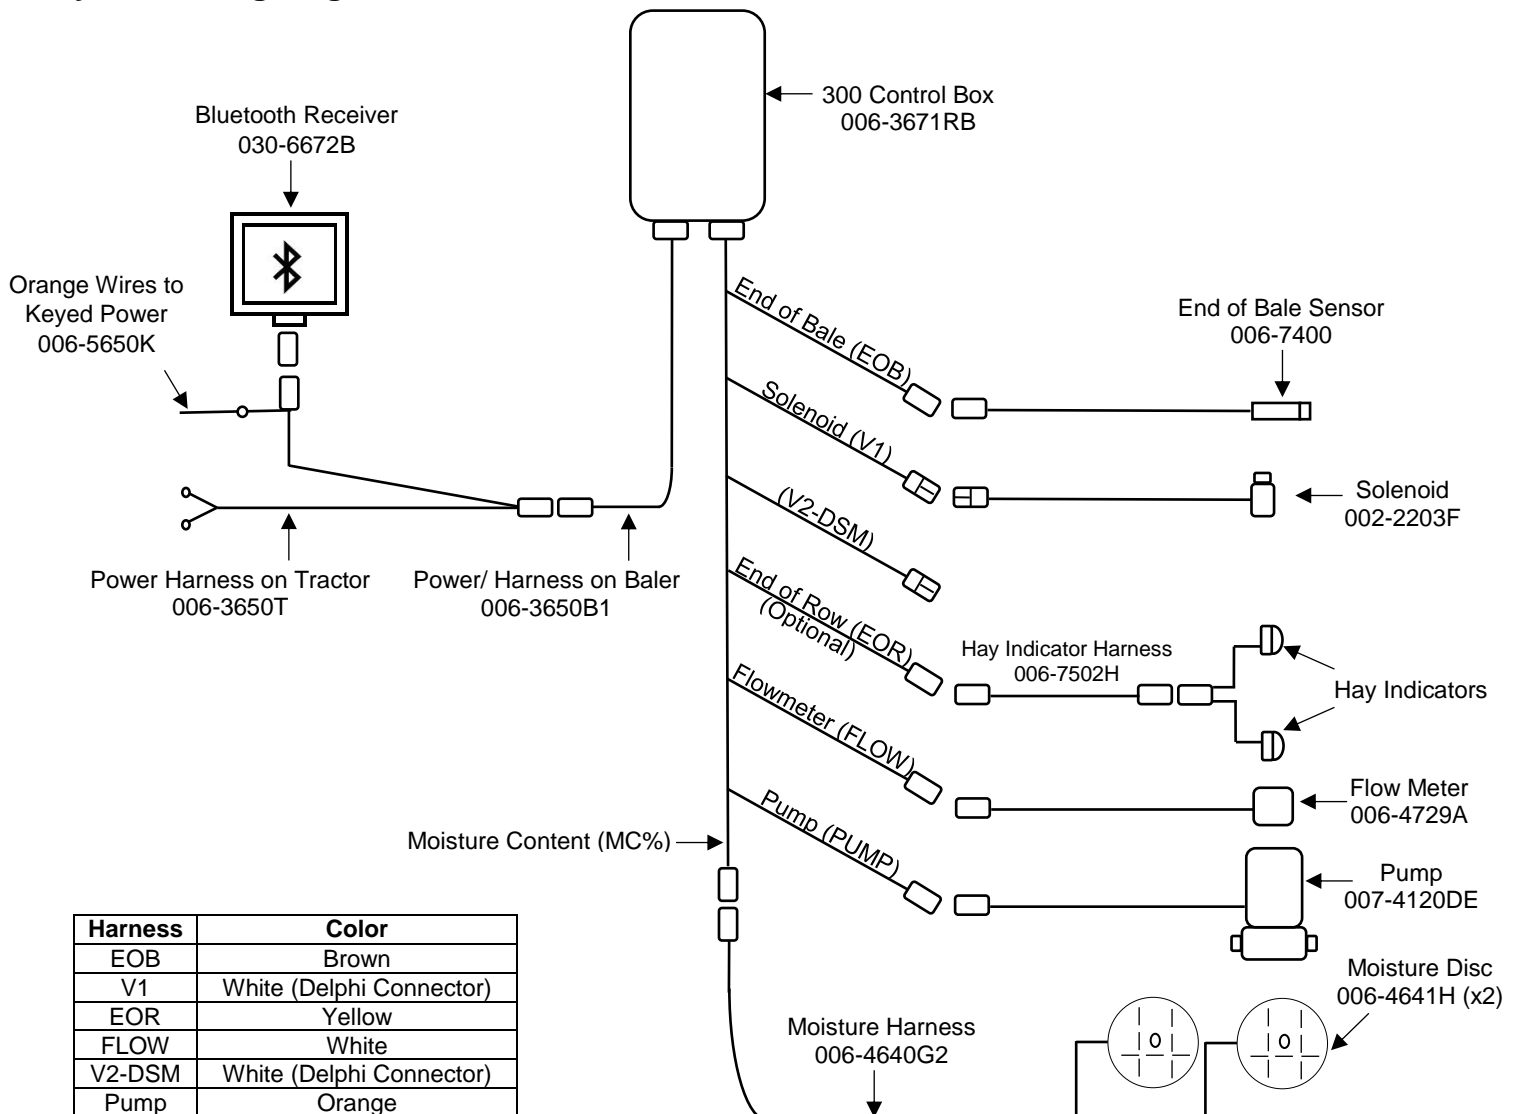 300 Control Box
006-3671RB
Bluetooth Receiver
030-6672B
Orange Wires to
Keyed Power
006-5650K
End of Bale (EOB)
End of Bale Sensor
006-7400
Solenoid (V1)
Solenoid
002-2203F
(V2-DSM)
Power Harness on Tractor
006-3650T
Power/ Harness on Baler
006-3650B1
End of Row (EOR)
(Optional)
Hay Indicator Harness
006-7502H
Hay Indicators
Flowmeter (FLOW)
Flow Meter
006-4729A
Pump (PUMP)
Pump
007-4120DE
Moisture Content (MC%)
Harness Color
EOB Brown
V1 White (Delphi Connector)
EOR Yellow
FLOW White
V2-DSM White (Delphi Connector)
Pump Orange
Moisture Disc
006-4641H (x2)
Moisture Harness
006-4640G2